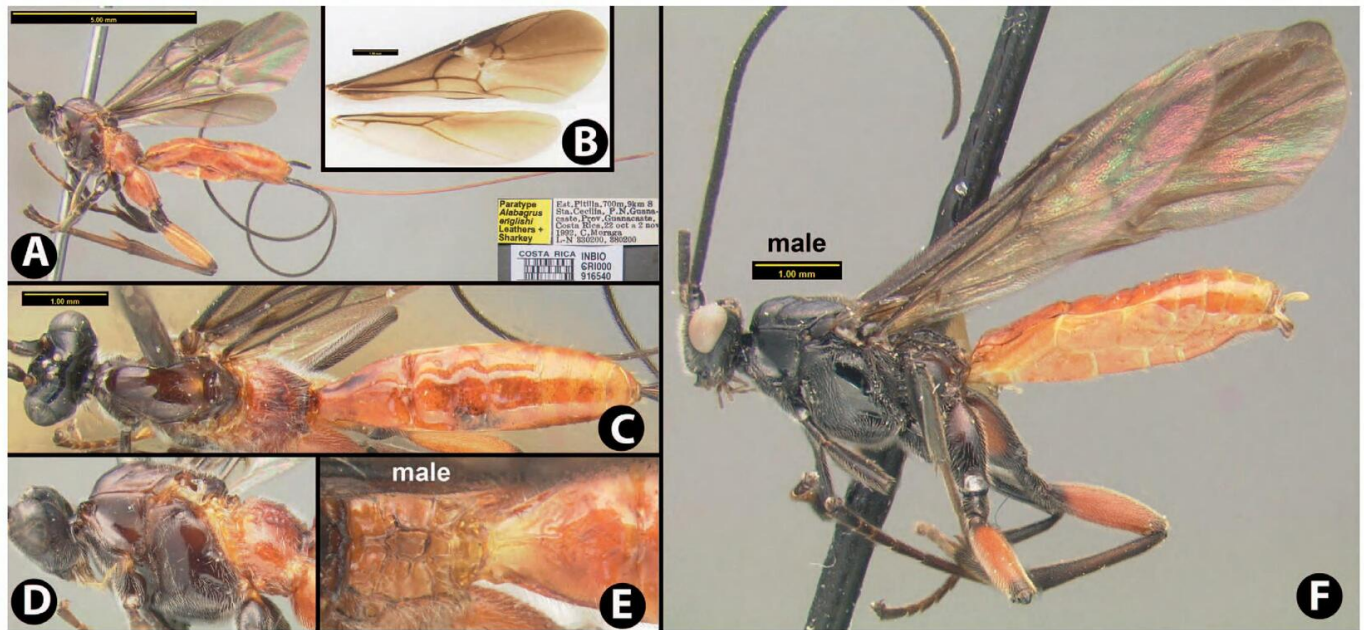 5.00 mm
B
Paratype
Alabagrus
englishi
Leathers +
Sharkey
Est. Pitilla, 700m, 9km S
Sta. Cecilia, P.N. Guana-
caste, Prov. Guanacaste,
Costa Rica, 22 oct a 2 nov
1992, C. Moraga
L-N 330200, 380200
COSTA RICA
INBIO
CRI000
916540
A
1.00 mm
C
D
male
E
male
1.00 mm
F